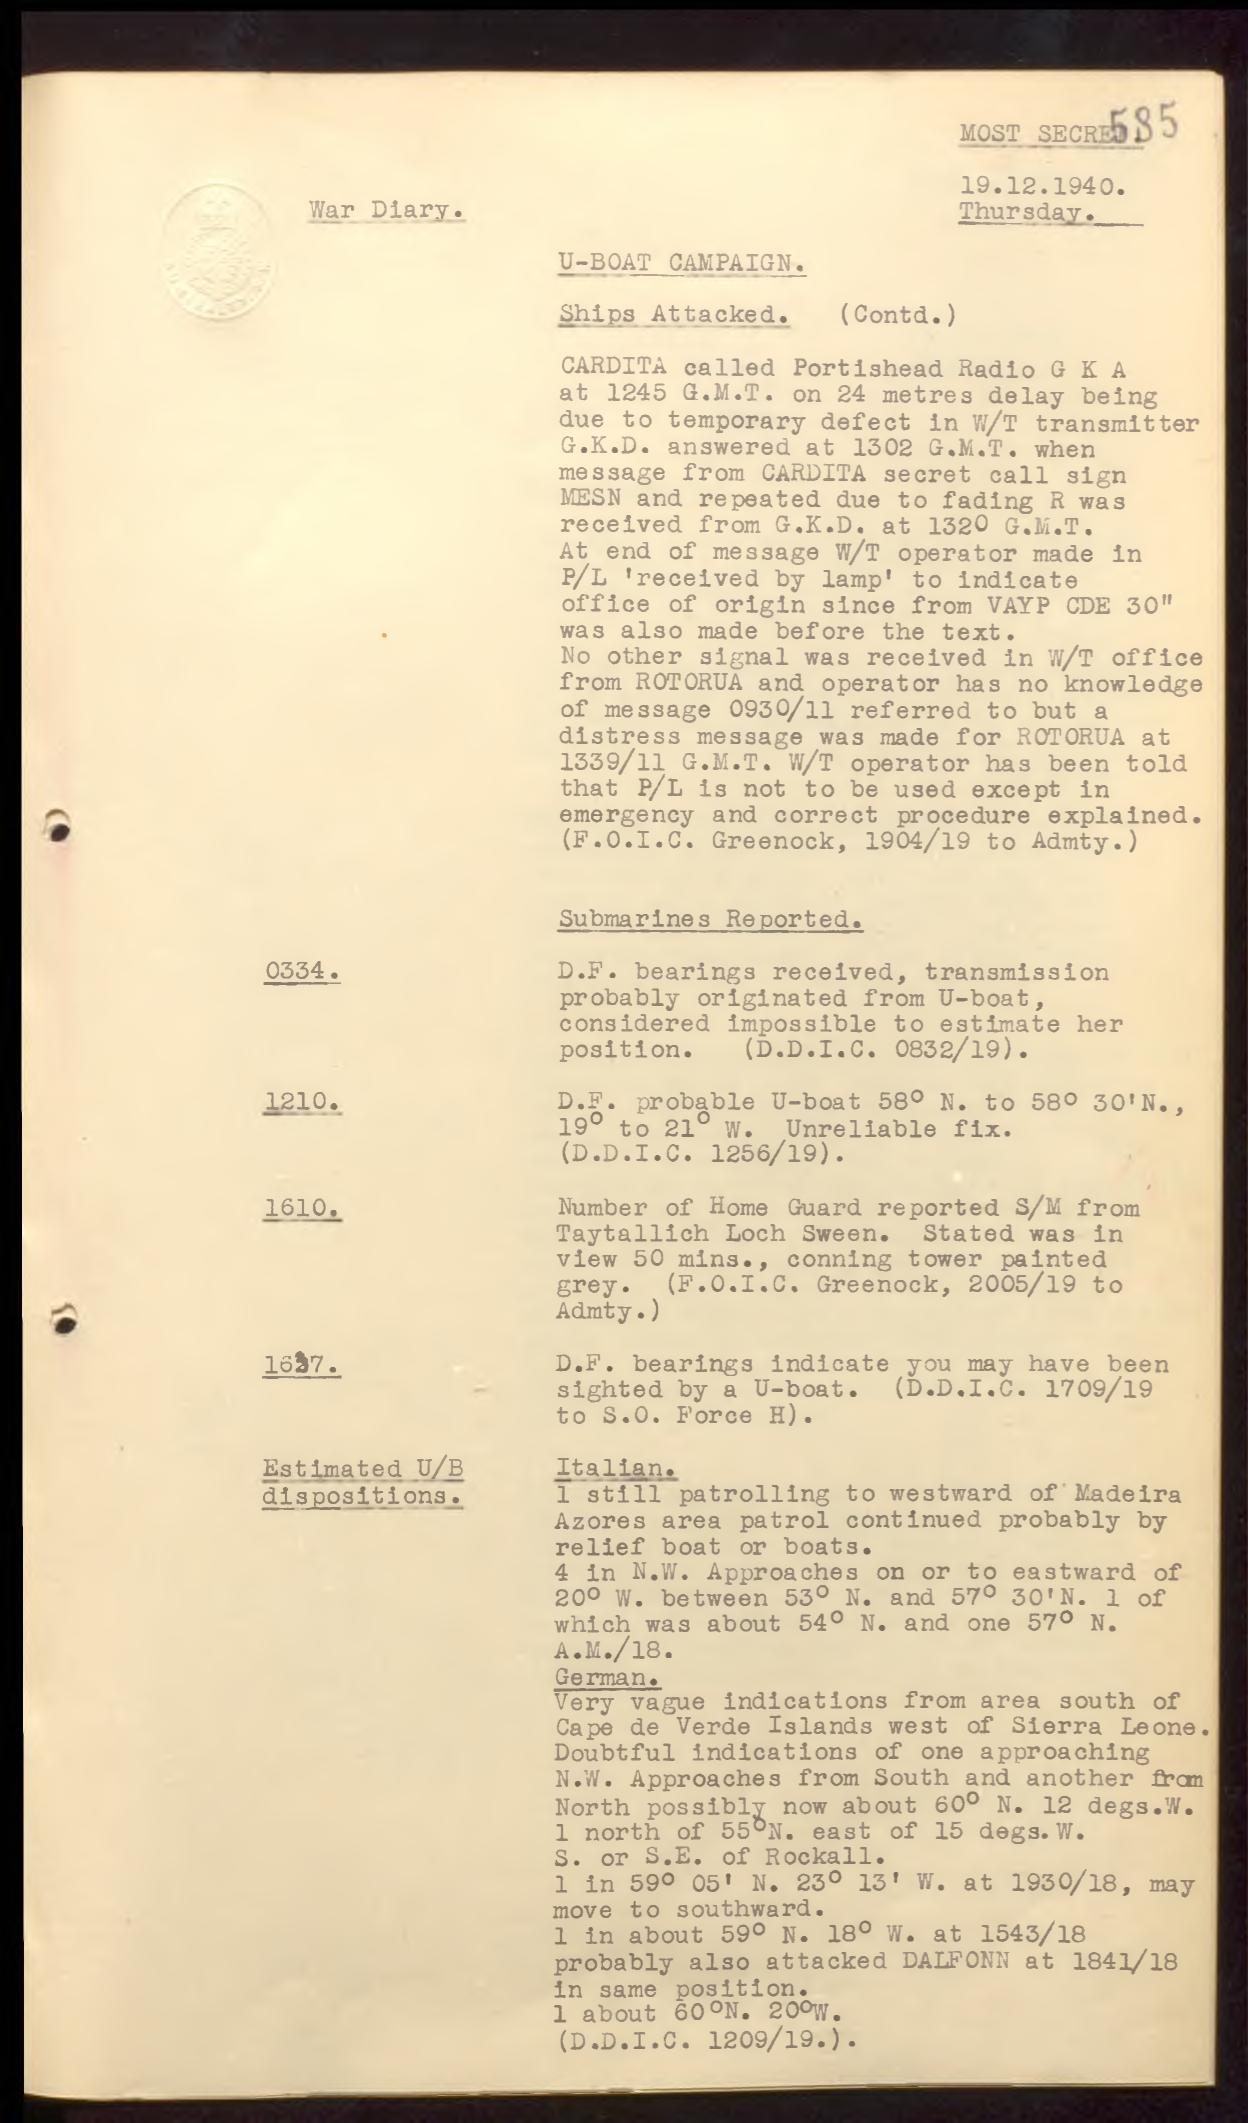 MOST SECRET.
585
19.12.1940.
War Diary.
Thursday.
U-BOAT CAMPAIGN.
Ships Attacked. (Contd.)
CARDITA called Portishead Radio G K A
at 1245 G.M.T. on 24 metres delay being
due to temporary defect in W/T transmitter
G.K.D. answered at 1302 G.M.T. when
message from CARDITA secret call sign
MESN and repeated due to fading R was
received from G.K.D. at 1320 G.M.T.
At end of message W/T operator made in
P/L 'received by lamp' to indicate
office of origin since from VAYP CDE 30"
was also made before the text.
No other signal was received in W/T office
from ROTORUA and operator has no knowledge
of message 0930/11 referred to but a
distress message was made for ROTORUA at
1339/11 G.M.T. W/T operator has been told
that P/L is not to be used except in
emergency and correct procedure explained.
(F.O.I.C. Greenock, 1904/19 to Admty.)
Submarines Reported.
0334. D.F. bearings received, transmission
probably originated from U-boat,
considered impossible to estimate her
position. (D.D.I.C. 0832/19).
1210. D.F. probable U-boat 58° N. to 58° 30'N.,
19° to 21° W. Unreliable fix.
(D.D.I.C. 1256/19).
1610. Number of Home Guard reported S/M from
Taytallich Loch Sween. Stated was in
view 50 mins., conning tower painted
grey. (F.O.I.C. Greenock, 2005/19 to
Admty.)
D.F. bearings indicate you may have been
sighted by a U-boat. (D.D.I.C. 1709/19
to S.O. Force H).
Estimated U/B Italian.
dispositions. 1 still patrolling to westward of Madeira
Azores area patrol continued probably by
relief boat or boats.
4 in N.W. Approaches on or to eastward of
20° W. between 53° N. and 57° 30'N. 1 of
which was about 54° N. and one 57° N.
A.M./18.
German.
Very vague indications from area south of
Cape de Verde Islands west of Sierra Leone.
Doubtful indications of one approaching
N.W. Approaches from South and another from
North possibly now about 60° N. 12 degs.W.
1 north of 55°N. east of 15 degs.W.
S. or S.E. of Rockall.
1 in 59° 05' N. 23° 13' W. at 1930/18, may
move to southward.
1 in about 59° N. 18° W. at 1543/18
probably also attacked DALFONN at 1841/18
in same position.
1 about 60°N. 20°W.
(D.D.I.C. 1209/19.).